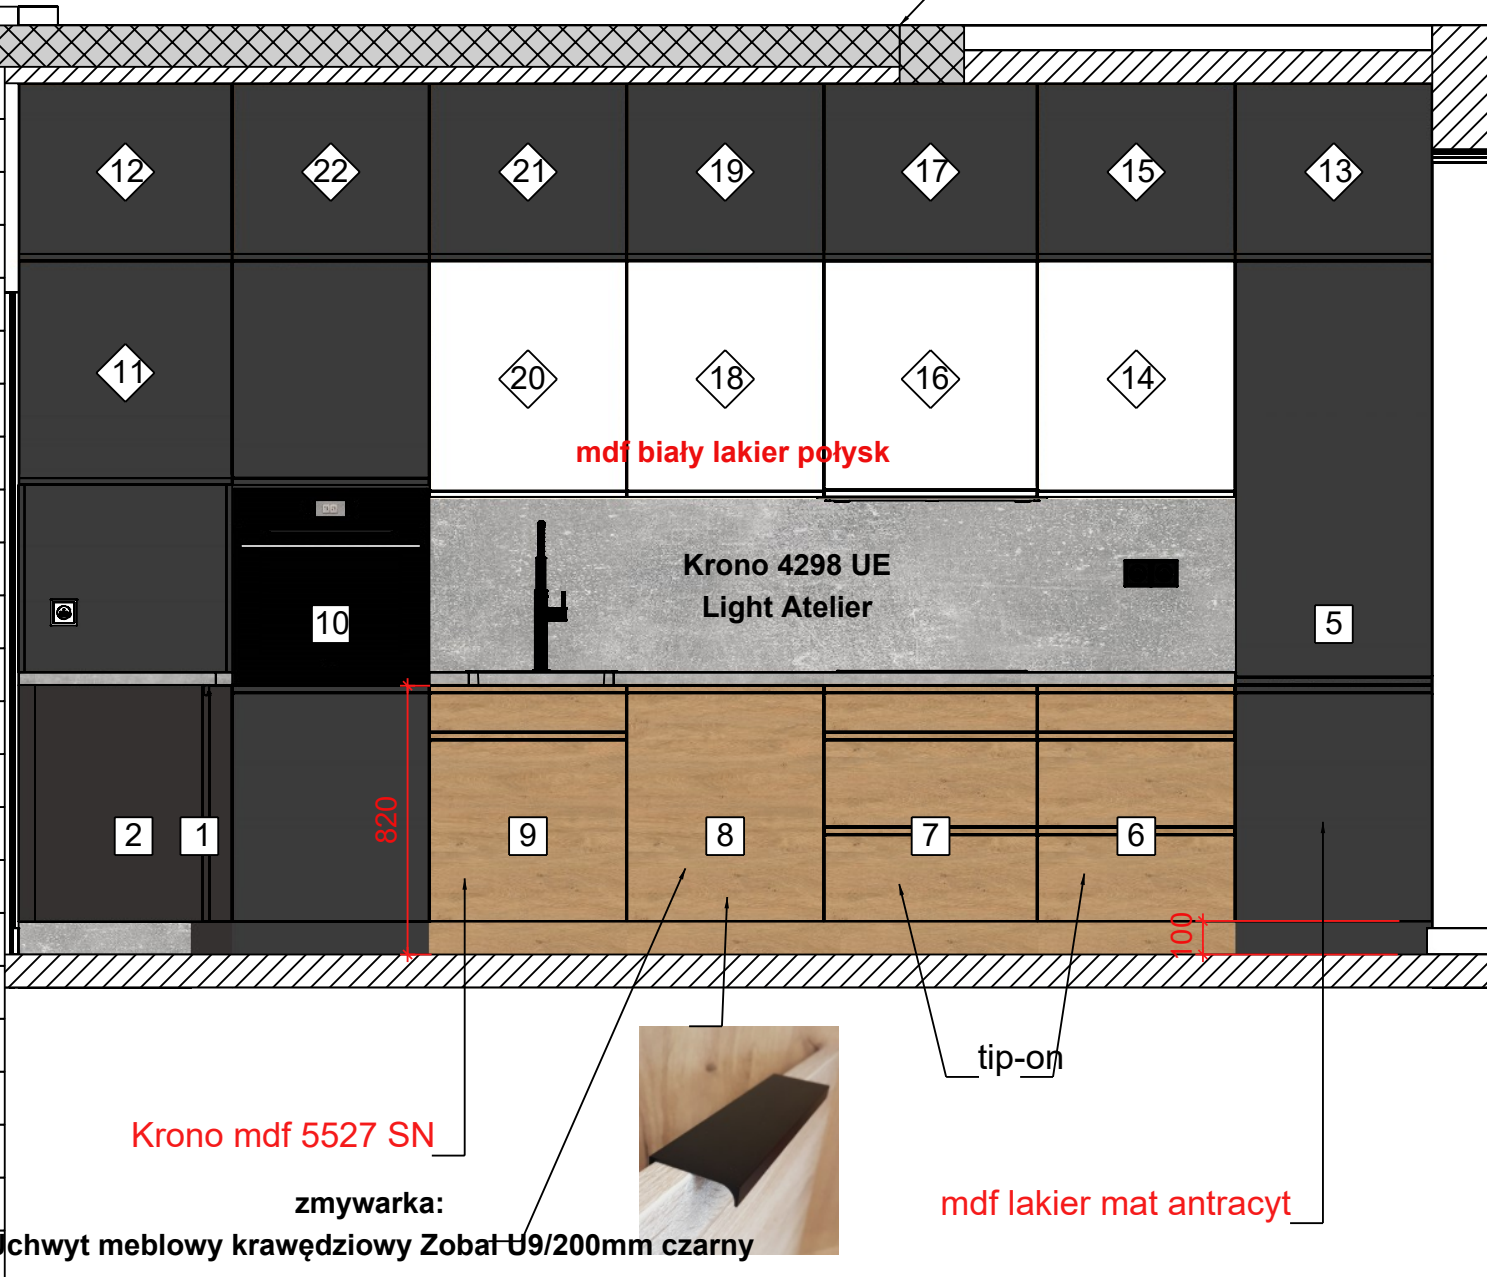 12
22
21
19
17
15
13
11
20
18
16
14
mdf biały lakier połysk
Krono 4298 UE
Light Atelier
10
5
820
2
1
9
8
7
6
100
tip-on
Krono mdf 5527 SN
zmywarka:
mdf lakier mat antracyt
Uchwyt meblowy krawędziowy Zobal U9/200mm czarny